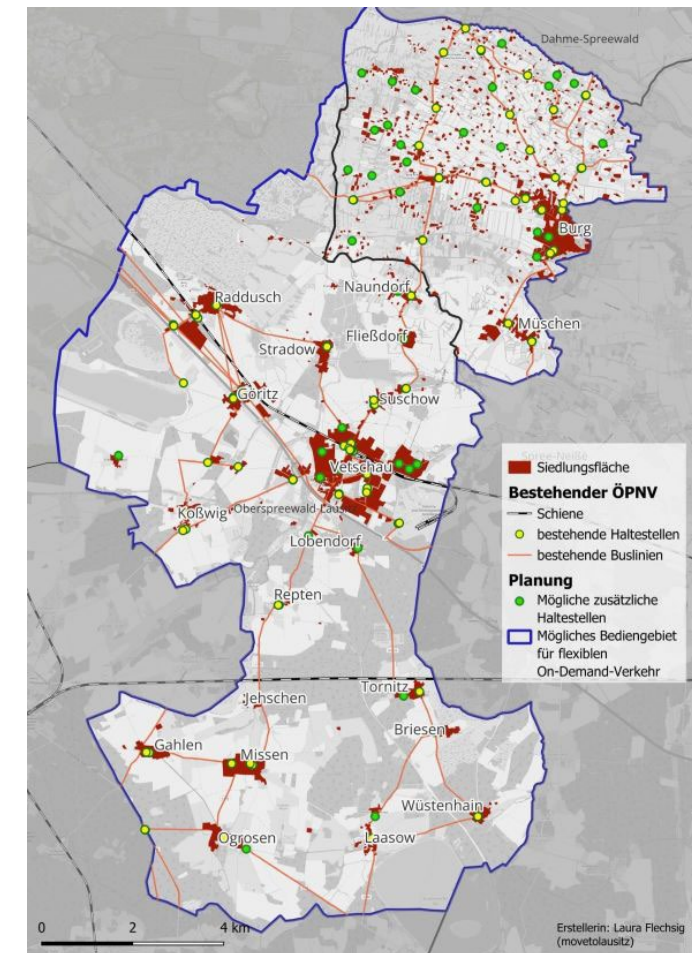 Dahme-Spreewald
Burg
Raddusch
Naundorf
Müschen
Stradow
Fließdorf
Göritz
Suschow
Spree-Neiße
Vetschau
Koßwig
Oberspreewald-Lausitz
Lobendorf
Repten
Siedlungsfläche
Bestehender ÖPNV
Schiene
bestehende Haltestellen
bestehende Buslinien
Planung
Mögliche zusätzliche
Haltestellen
Mögliches Bediengebiet
für flexiblen
On-Demand-Verkehr
Tornitz
Jehschen
Briesen
Gahlen
Missen
Wüstenhain
Ogrosen
Laasow
0 2 4 km
Erstellerin: Laura Flechsig
(movetolausitz)